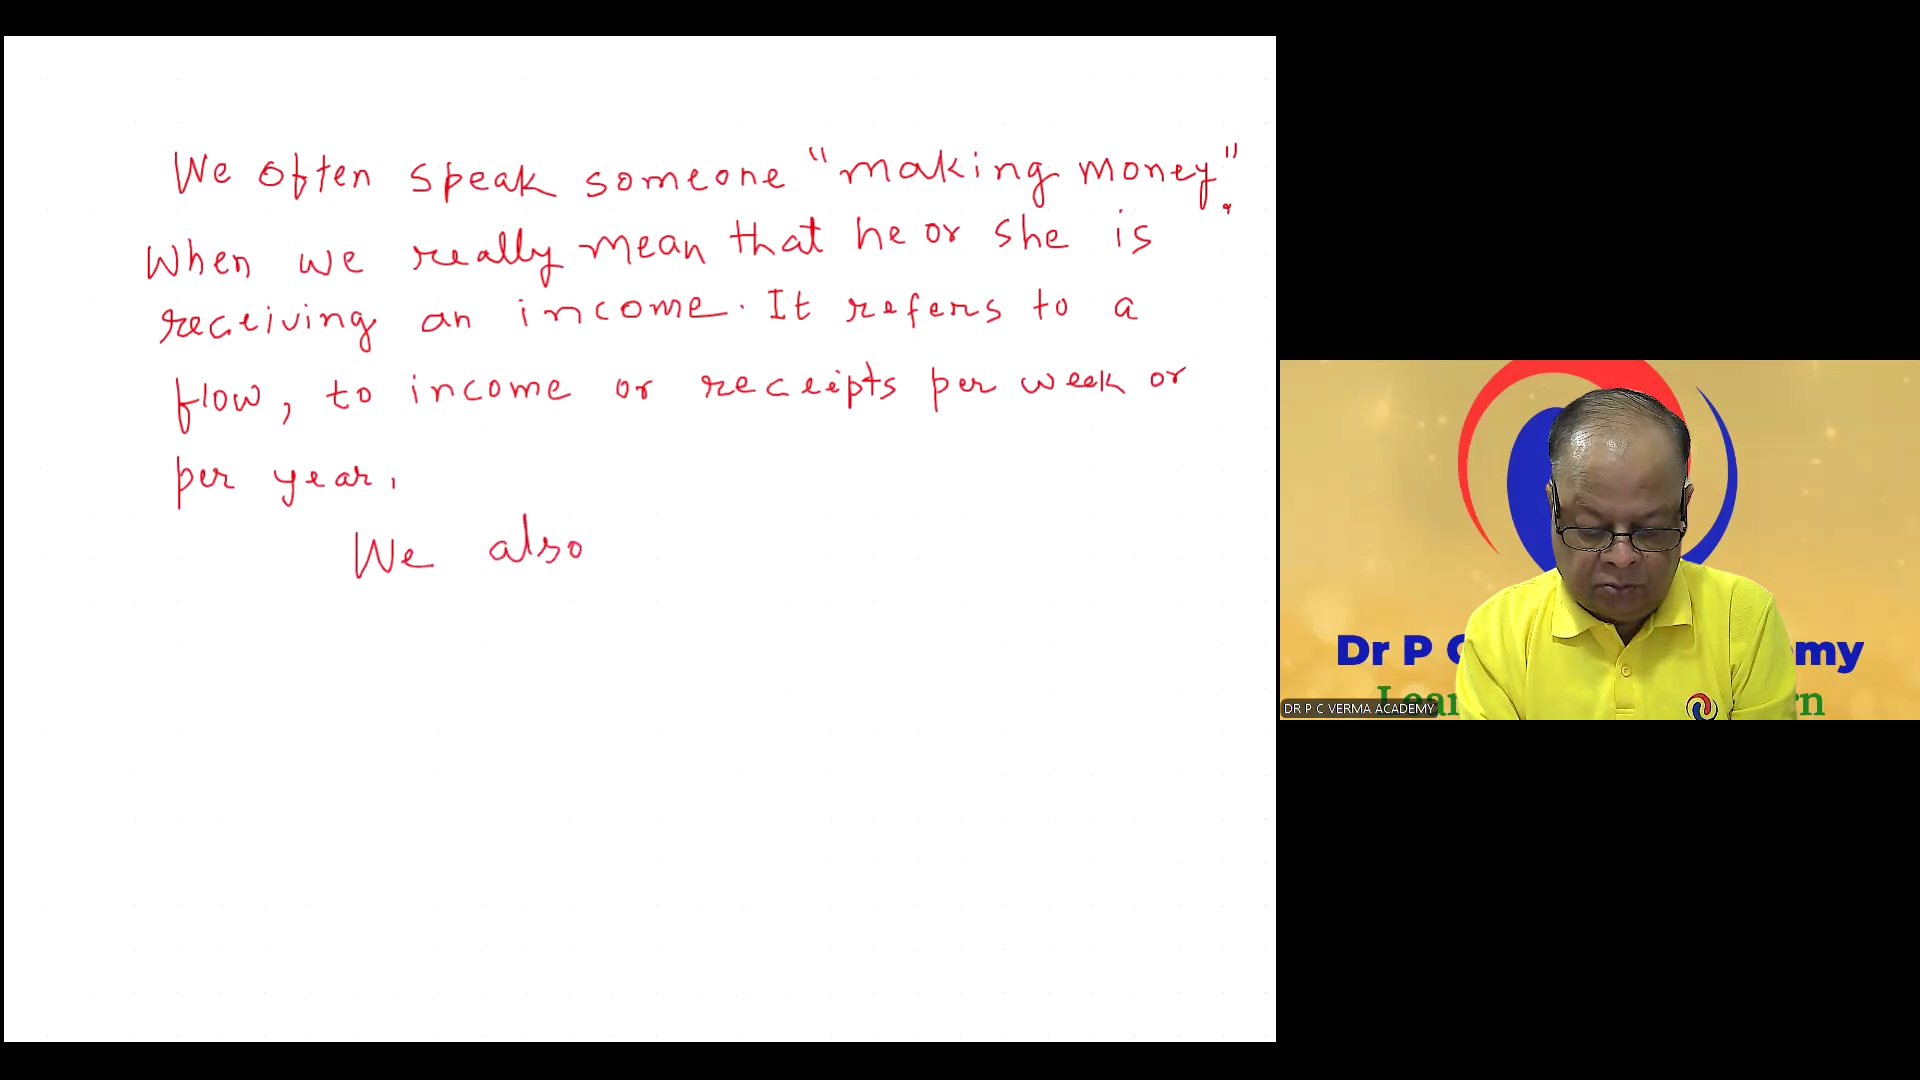 We often speak someone "making money".
When we really mean that he or she is
receiving an income. It refers to a
flow, to income or receipts per week or
per year.
We also
Dr P C my
Lear rn
DR P C VERMA ACADEMY